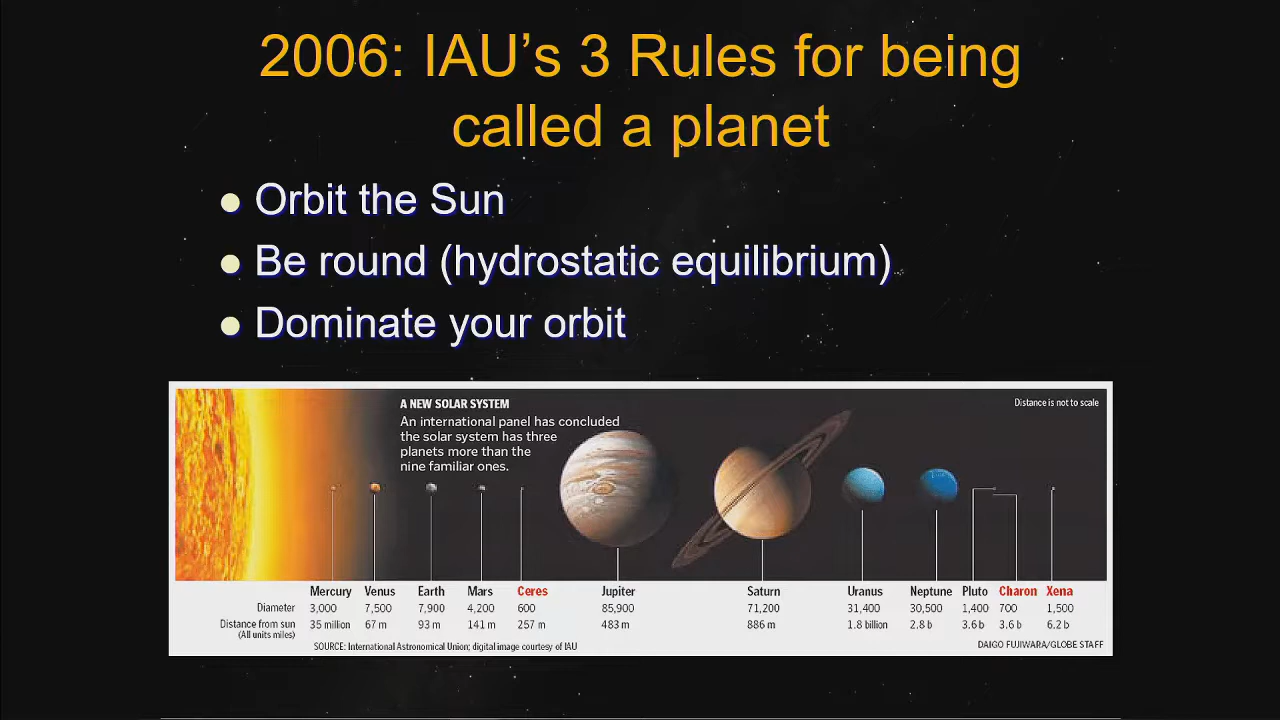 2006: IAU’s 3 Rules for being
called a planet
Orbit the Sun
Be round (hydrostatic equilibrium)
Dominate your orbit
A NEW SOLAR SYSTEM
An international panel has concluded
the solar system has three
planets more than the
nine familiar ones.
Distance is not to scale
Mercury Venus Earth Mars Ceres Jupiter Saturn Uranus Neptune Pluto Charon Xena
Diameter 3,000 7,500 7,900 4,200 600 85,900 71,200 31,400 30,500 1,400 700 1,500
Distance from sun 35 million 67 m 93 m 141 m 257 m 483 m 886 m 1.8 billion 2.8 b 3.6 b 3.6 b 6.2 b
(All units miles)
SOURCE: International Astronomical Union; digital image courtesy of IAU
DAIGO FUJIWARA/GLOBE STAFF